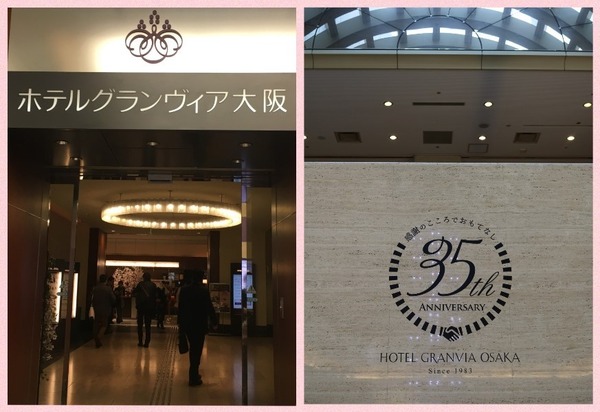 ホテルグランヴィア大阪
感謝のこころでおもてなし
35th
ANNIVERSARY
HOTEL GRANVIA OSAKA
Since 1983